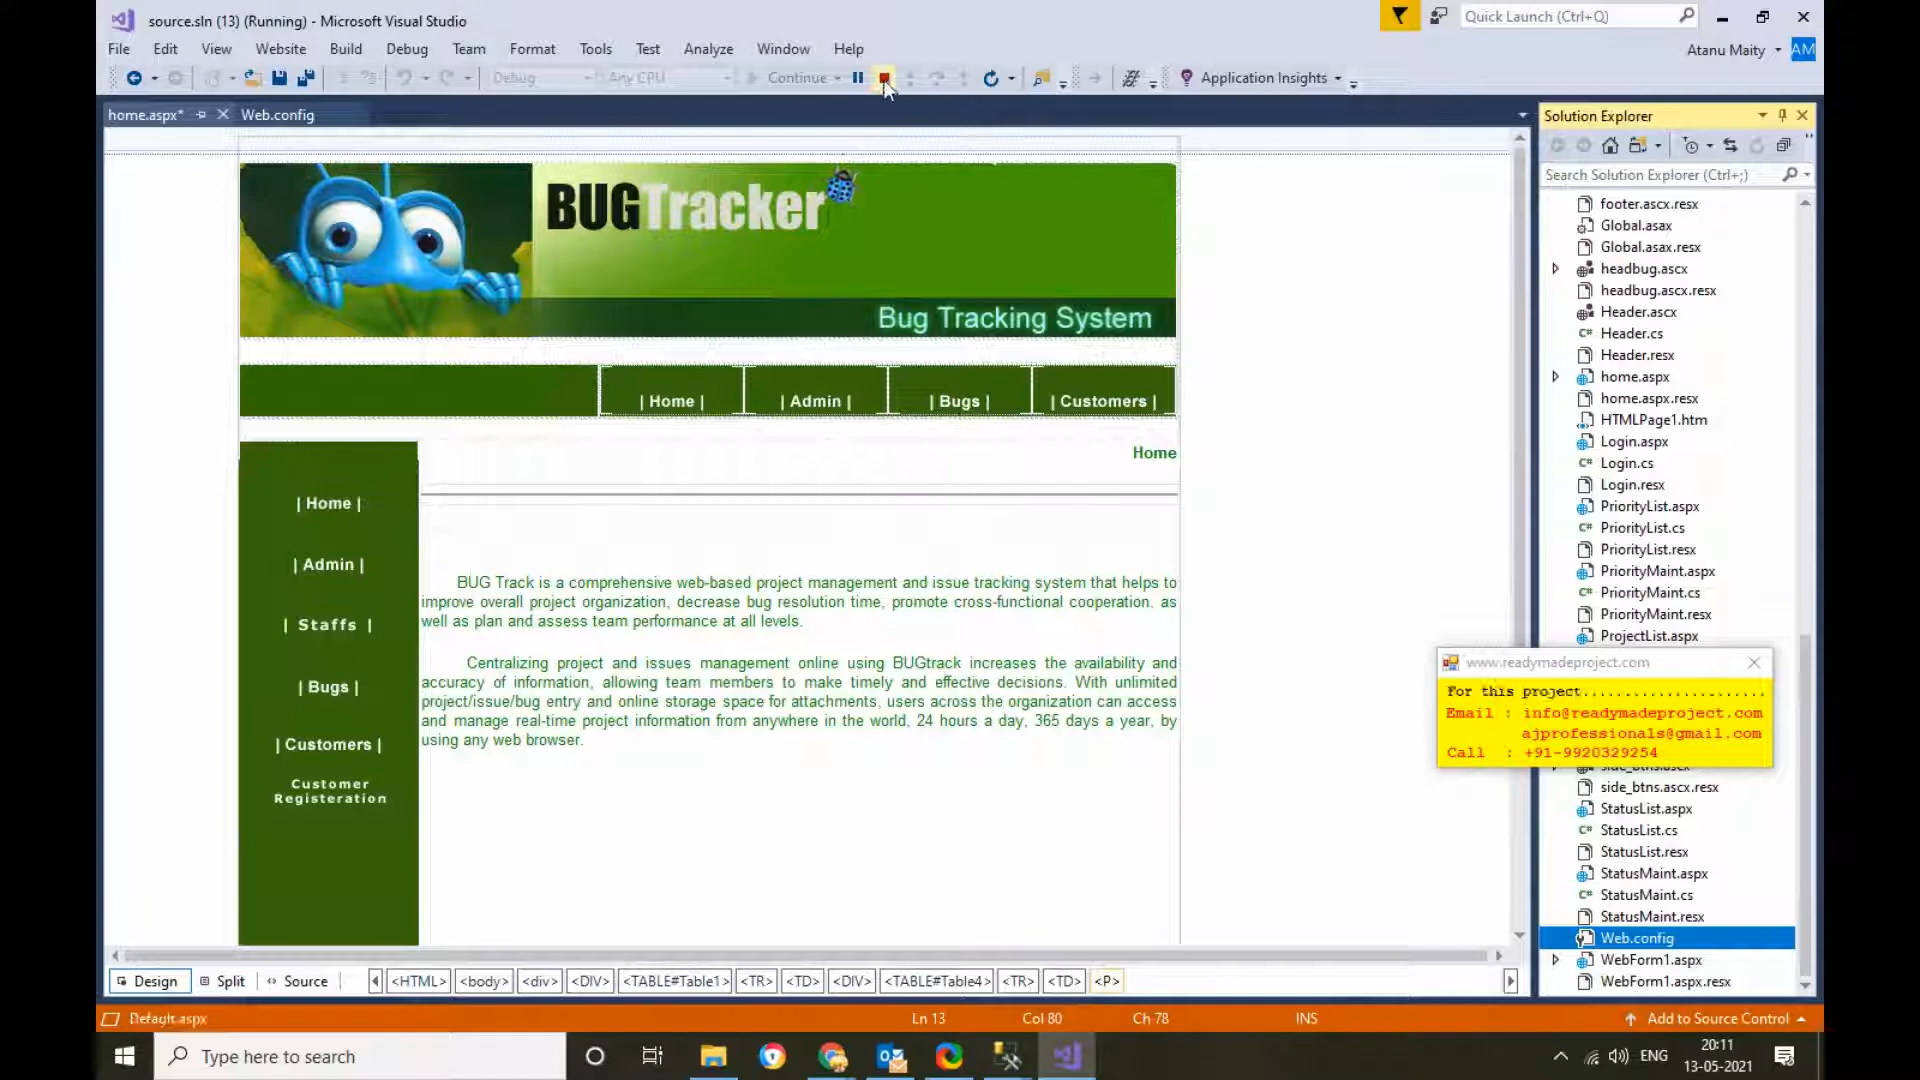 source.sln (13) (Running) - Microsoft Visual Studio
Quick Launch (Ctrl+Q)
File Edit View Website Build Debug Team Format Tools Test Analyze Window Help
Atanu Maity AM
Debug Any CPU Continue Application Insights
home.aspx* Web.config
Solution Explorer
Search Solution Explorer (Ctrl+;)
BUGTracker
Bug Tracking System
| Home | | Admin | | Bugs | | Customers |
Home
| Home |
| Admin |
| Staffs |
| Bugs |
| Customers |
Customer
Registeration
BUG Track is a comprehensive web-based project management and issue tracking system that helps to
improve overall project organization, decrease bug resolution time, promote cross-functional cooperation. as
well as plan and assess team performance at all levels.
Centralizing project and issues management online using BUGtrack increases the availability and
accuracy of information, allowing team members to make timely and effective decisions. With unlimited
project/issue/bug entry and online storage space for attachments, users across the organization can access
and manage real-time project information from anywhere in the world, 24 hours a day, 365 days a year, by
using any web browser.
footer.ascx.resx
Global.asax
Global.asax.resx
headbug.ascx
headbug.ascx.resx
Header.ascx
Header.cs
Header.resx
home.aspx
home.aspx.resx
HTMLPage1.htm
Login.aspx
Login.cs
Login.resx
PriorityList.aspx
PriorityList.cs
PriorityList.resx
PriorityMaint.aspx
PriorityMaint.cs
PriorityMaint.resx
ProjectList.aspx
www.readymadeproject.com
For this project.......................
Email : info@readymadeproject.com
ajprofessionals@gmail.com
Call : +91-9920329254
side_btns.ascx
side_btns.ascx.resx
StatusList.aspx
StatusList.cs
StatusList.resx
StatusMaint.aspx
StatusMaint.cs
StatusMaint.resx
Web.config
WebForm1.aspx
WebForm1.aspx.resx
Design Split Source <HTML> <body> <div> <DIV> <TABLE#Table1> <TR> <TD> <DIV> <TABLE#Table4> <TR> <TD> <P>
Ln 13 Col 80 Ch 78 INS Add to Source Control
Type here to search
ENG
20:11
13-05-2021